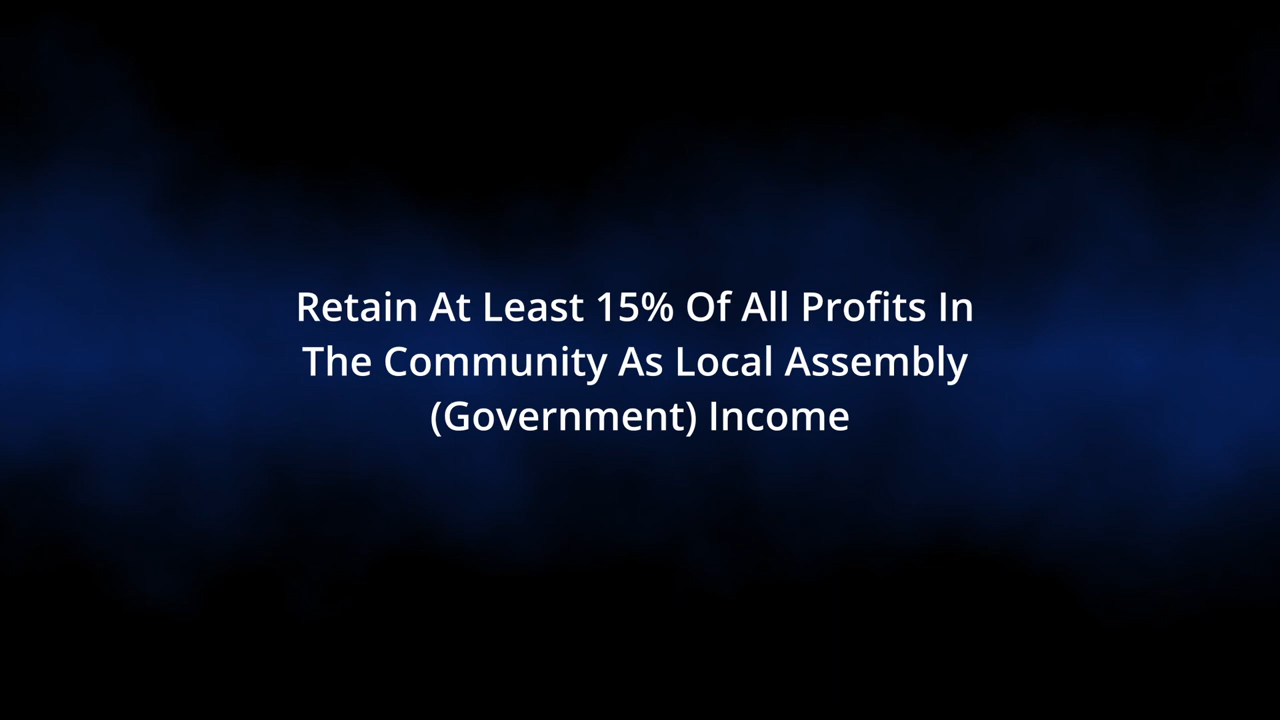 Retain At Least 15% Of All Profits In
The Community As Local Assembly
(Government) Income